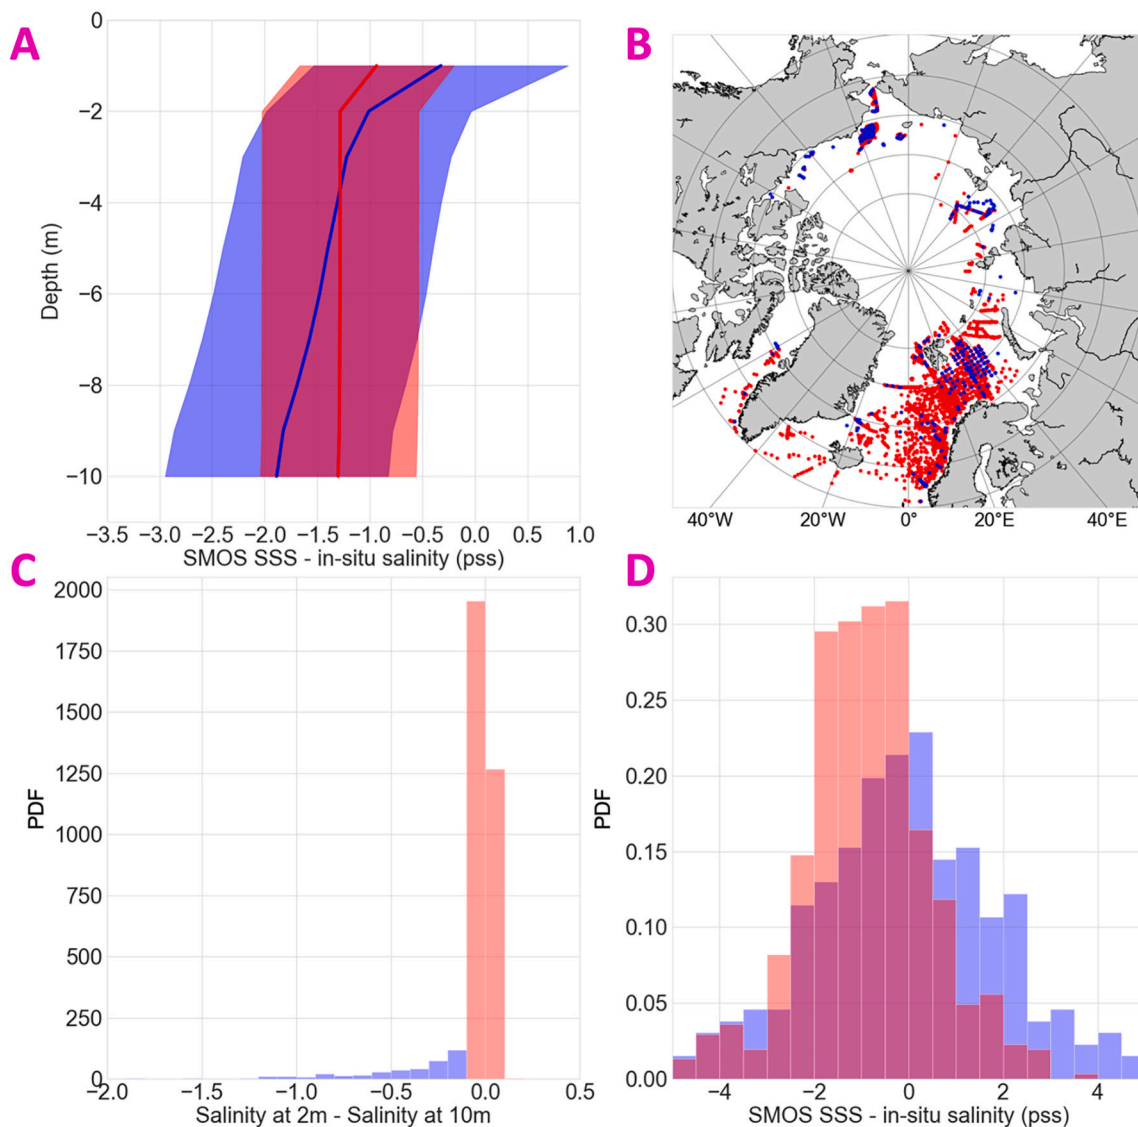 A
0
−2
−4
−6
−8
−10
Depth (m)
−3.5 −3.0 −2.5 −2.0 −1.5 −1.0 −0.5 0.0 0.5 1.0
SMOS SSS - in-situ salinity (pss)
B
40°W 20°W 0° 20°E 40°E
C
2000
1750
1500
1250
1000
750
500
250
0
PDF
−2.0 −1.5 −1.0 −0.5 0.0 0.5
Salinity at 2m - Salinity at 10m
D
0.30
0.25
0.20
0.15
0.10
0.05
0.00
PDF
−4 −2 0 2 4
SMOS SSS - in-situ salinity (pss)